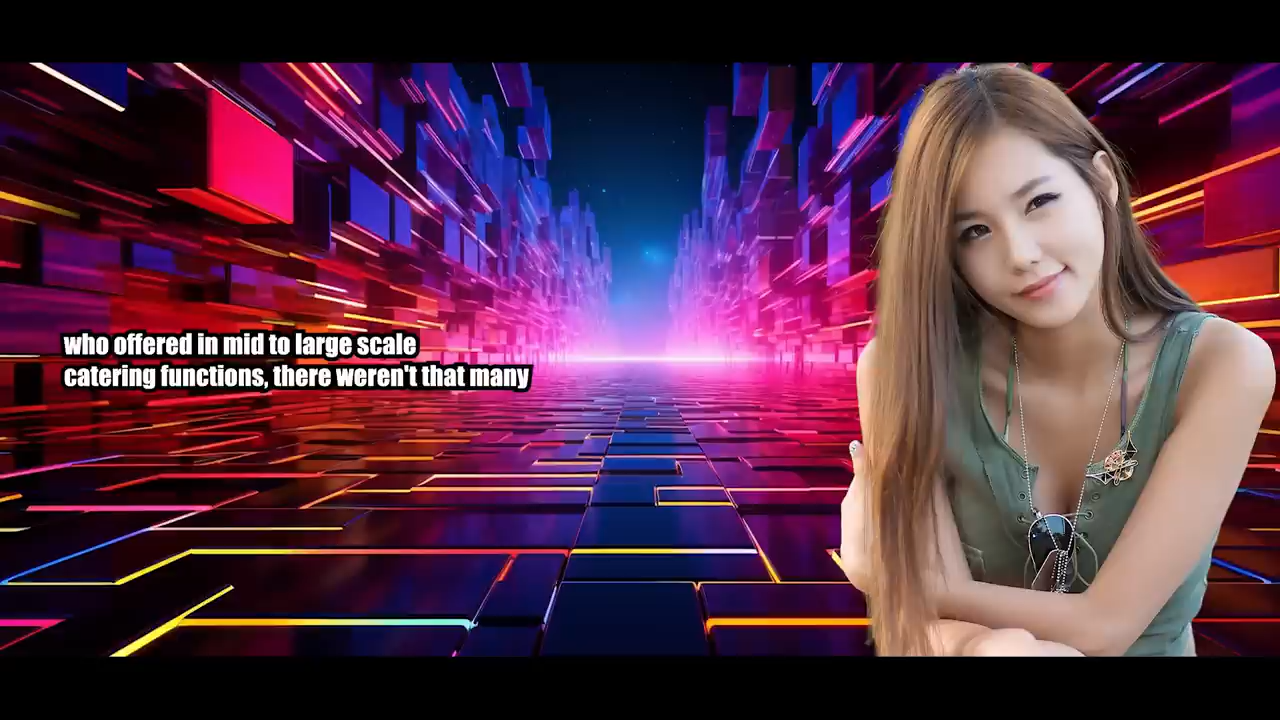 who offered in mid to large scale
catering functions, there weren't that many